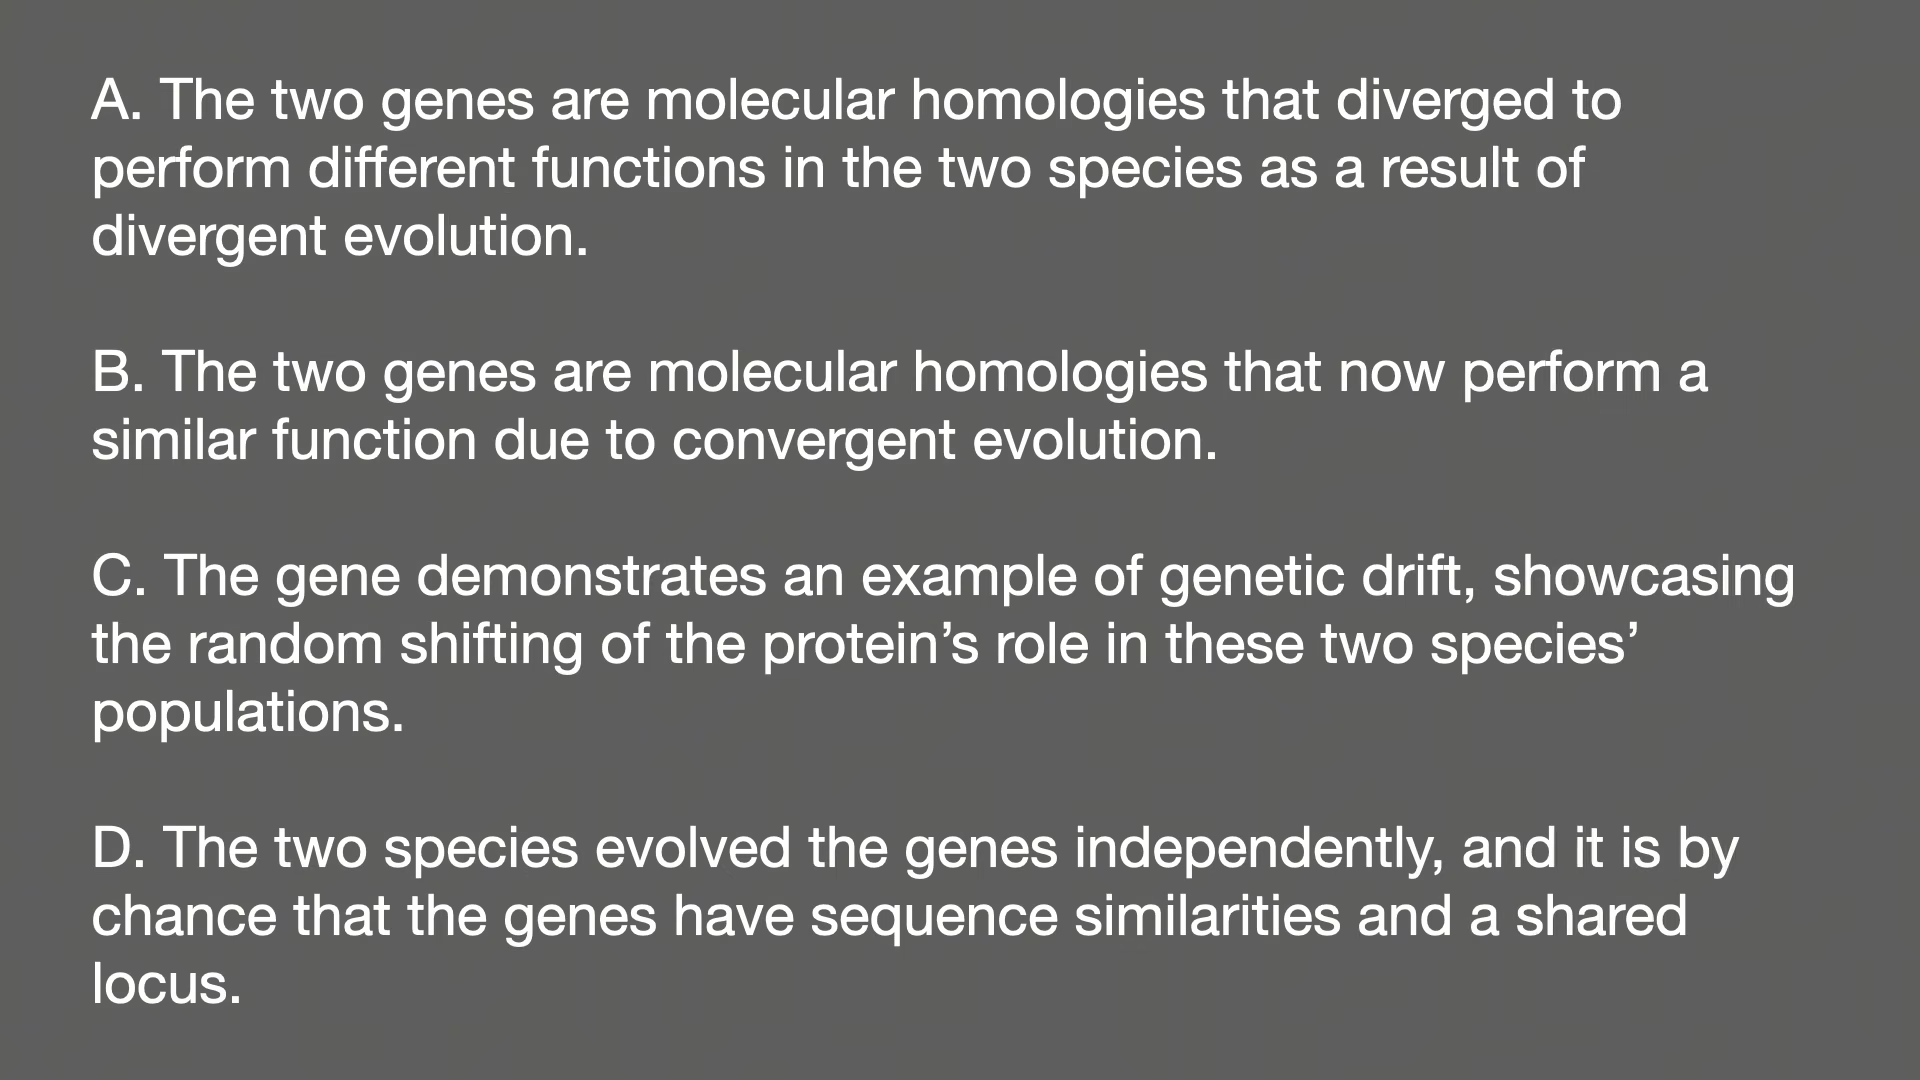 A. The two genes are molecular homologies that diverged to
perform different functions in the two species as a result of
divergent evolution.
B. The two genes are molecular homologies that now perform a
similar function due to convergent evolution.
C. The gene demonstrates an example of genetic drift, showcasing
the random shifting of the protein’s role in these two species’
populations.
D. The two species evolved the genes independently, and it is by
chance that the genes have sequence similarities and a shared
locus.